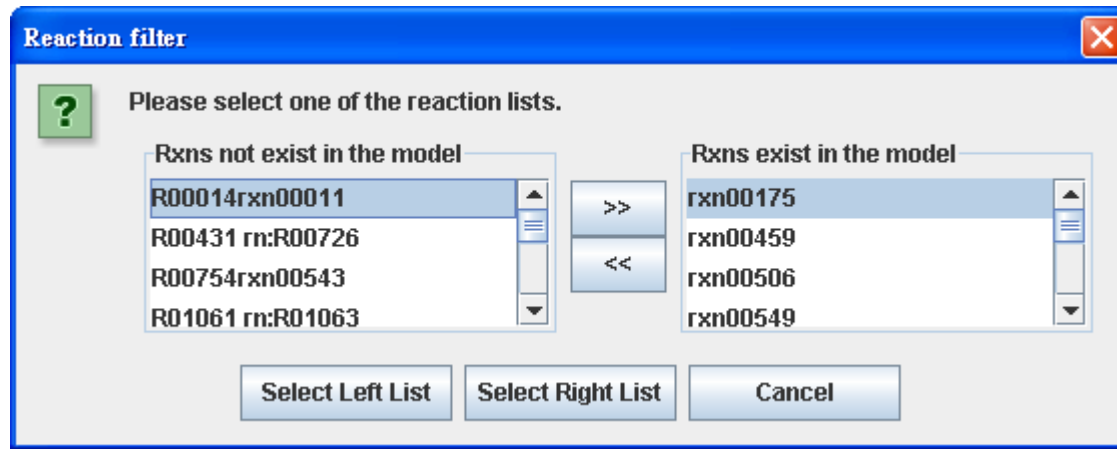 Reaction filter
?
Please select one of the reaction lists.
Rxns not exist in the model
R00014rxn00011
R00431 rn:R00726
R00754rxn00543
R01061 rn:R01063
>>
<<
Rxns exist in the model
rxn00175
rxn00459
rxn00506
rxn00549
Select Left List
Select Right List
Cancel